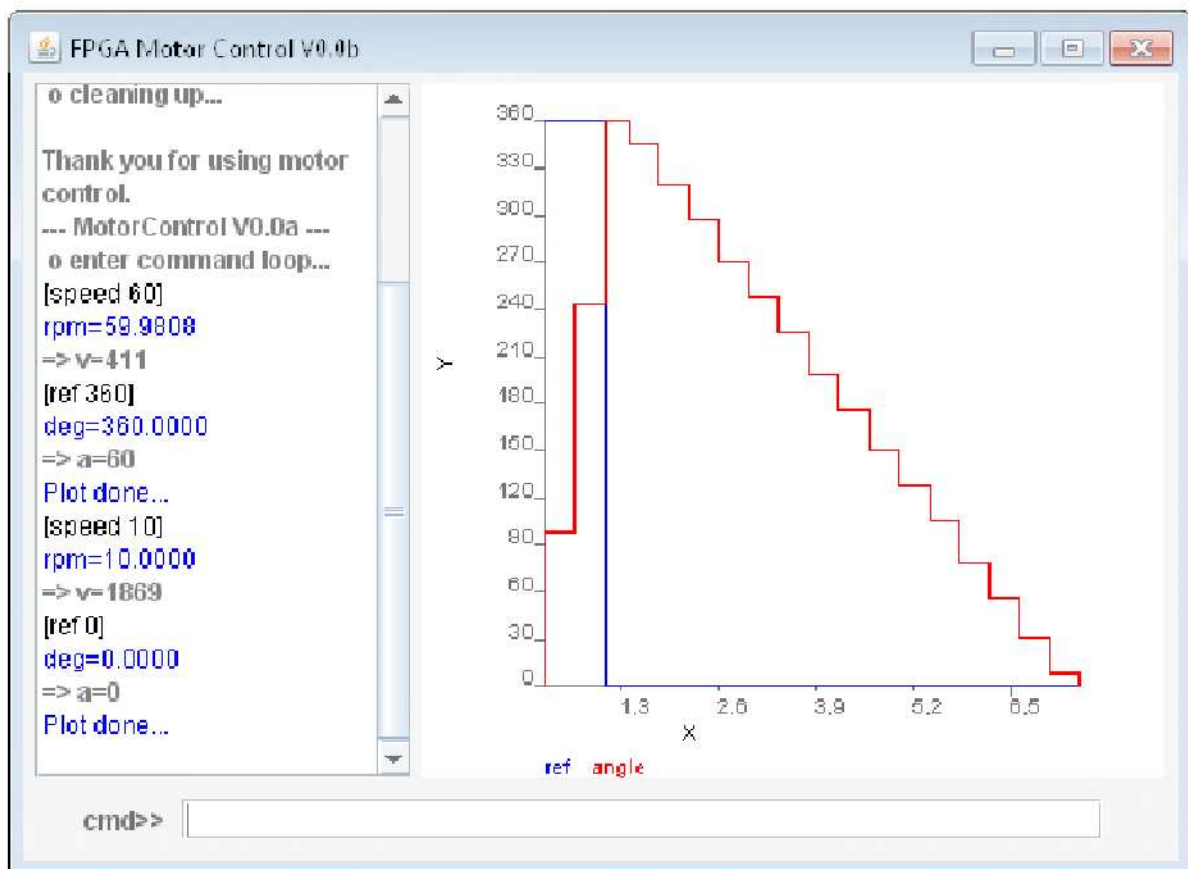 FPGA Motor Control V0.0b
o cleaning up...
Thank you for using motor
control.
--- MotorControl V0.0a ---
o enter command loop...
[speed 60]
rpm=59.9808
=> v=411
[ref 360]
deg=360.0000
=> a=60
Plot done...
[speed 10]
rpm=10.0000
=> v=1869
[ref 0]
deg=0.0000
=> a=0
Plot done...
360
330
300
270
240
210
180
150
120
90
60
30
0
Y
1.3
2.6
3.9
5.2
6.5
X
ref angle
cmd>>